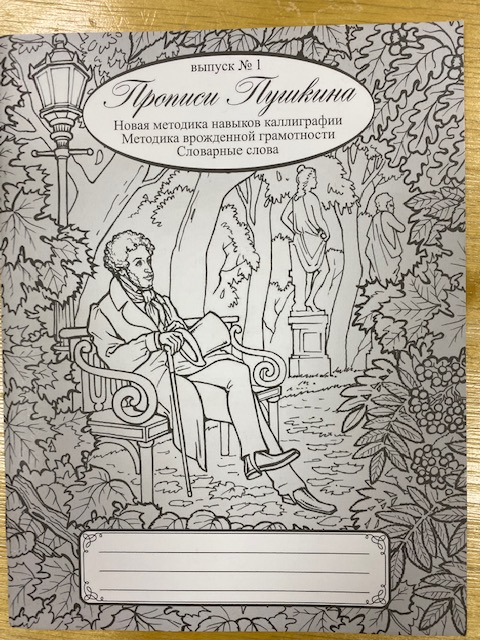 выпуск № 1
Прописи Пушкина
Новая методика навыков каллиграфии
Методика врожденной грамотности
Словарные слова